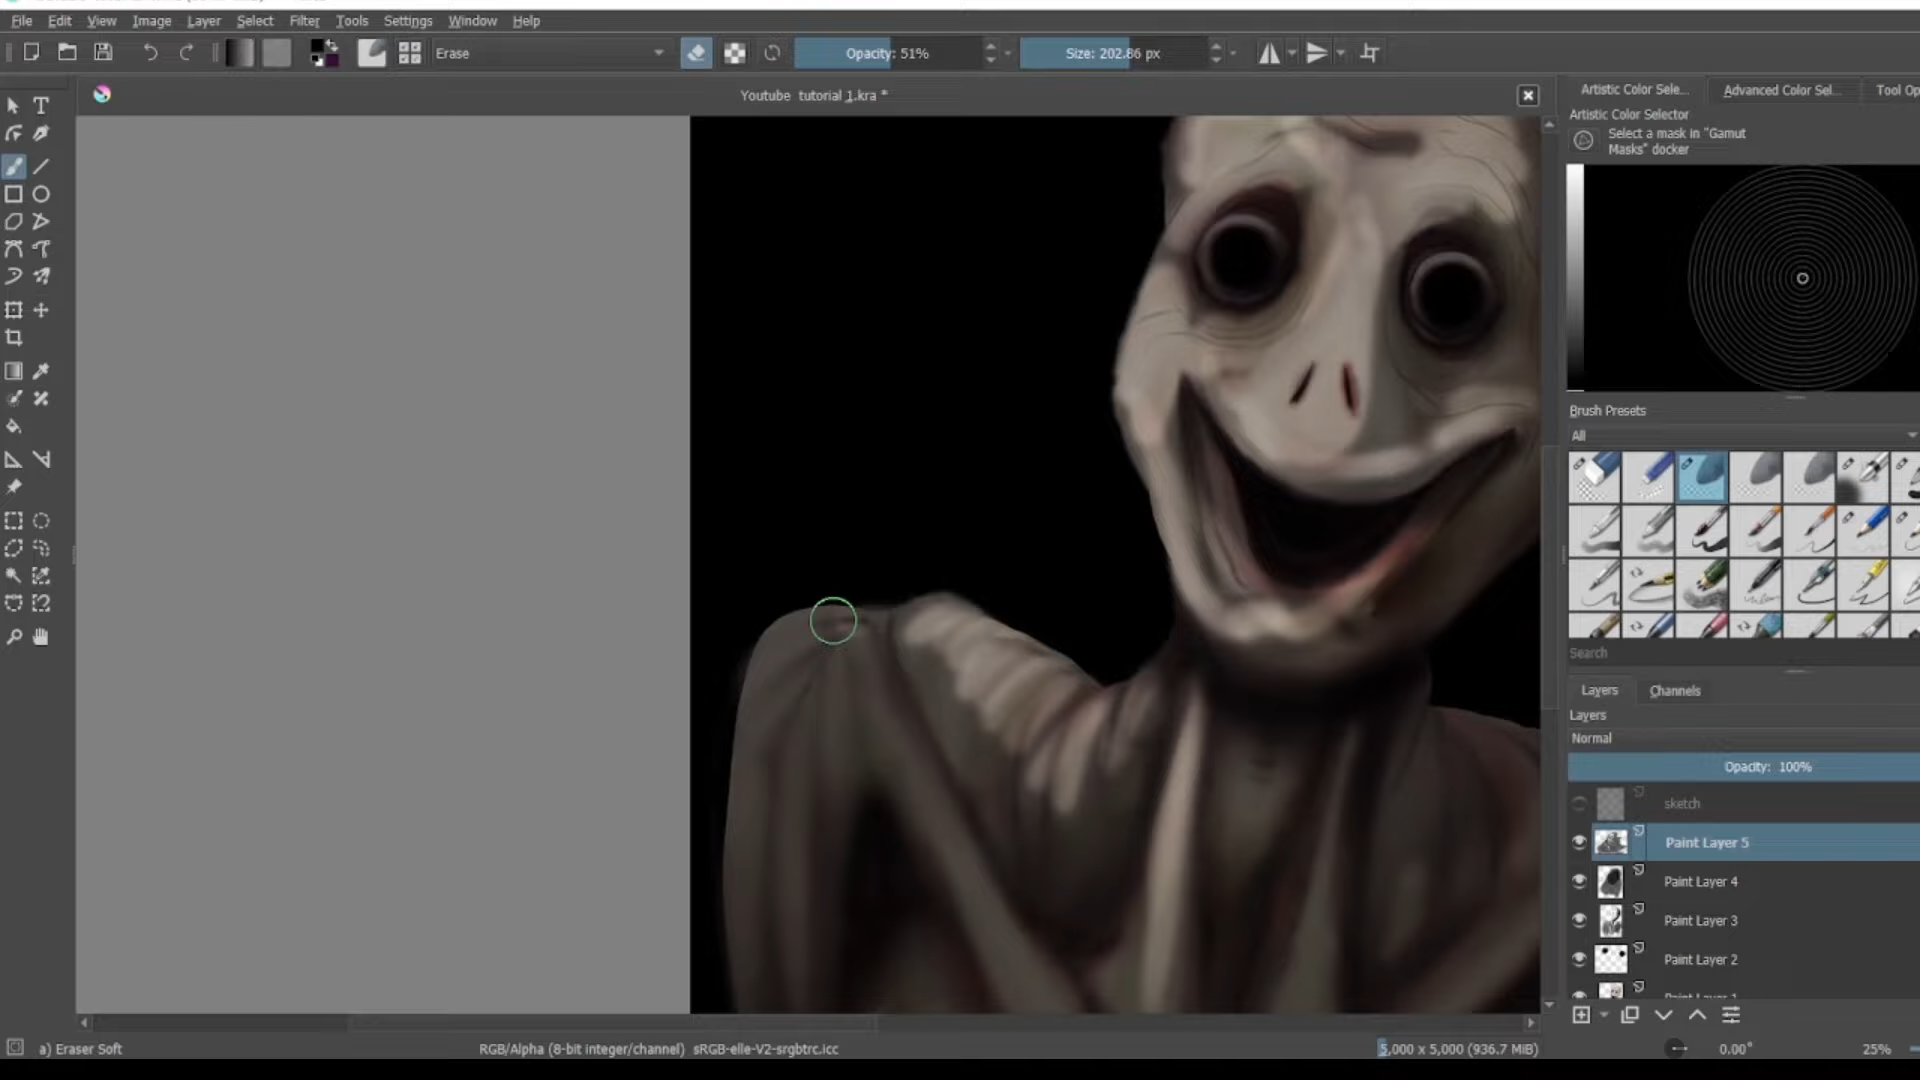 File Edit View Image Layer Select Filter Tools Settings Window Help
Erase
Opacity: 51%
Size: 202.86 px
Youtube tutorial 1.kra *
Artistic Color Sele...
Advanced Color Sel...
Tool Op
Artistic Color Selector
Select a mask in "Gamut
Masks" docker
Brush Presets
All
Search
Layers
Channels
Layers
Normal
Opacity: 100%
sketch
Paint Layer 5
Paint Layer 4
Paint Layer 3
Paint Layer 2
a) Eraser Soft
RGB/Alpha (8-bit integer/channel) sRGB-elle-V2-srgbtrc.icc
5,000 x 5,000 (936.7 MiB)
0.00°
25%